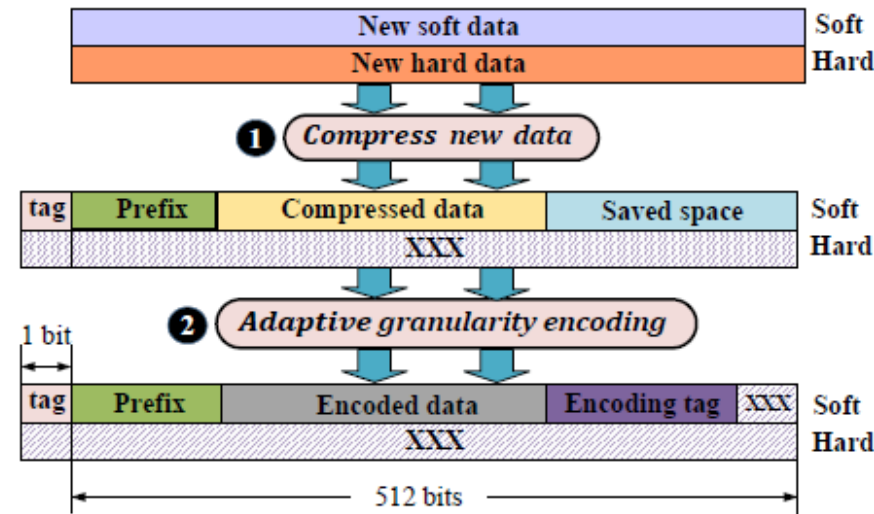 New soft data Soft
New hard data Hard
1 Compress new data
tag Prefix Compressed data Saved space Soft
XXX Hard
2 Adaptive granularity encoding
1 bit
tag Prefix Encoded data Encoding tag XXX Soft
XXX Hard
512 bits